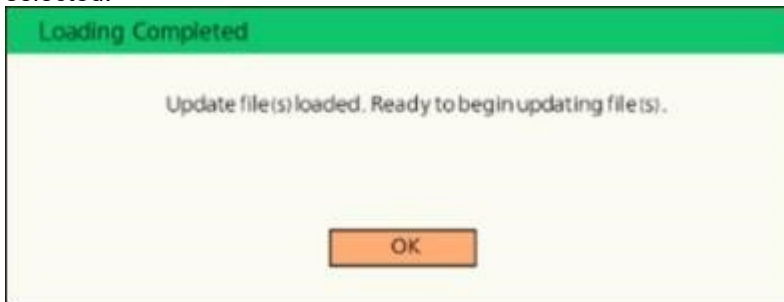 Loading Completed
Update file(s) loaded. Ready to begin updating file(s).
OK